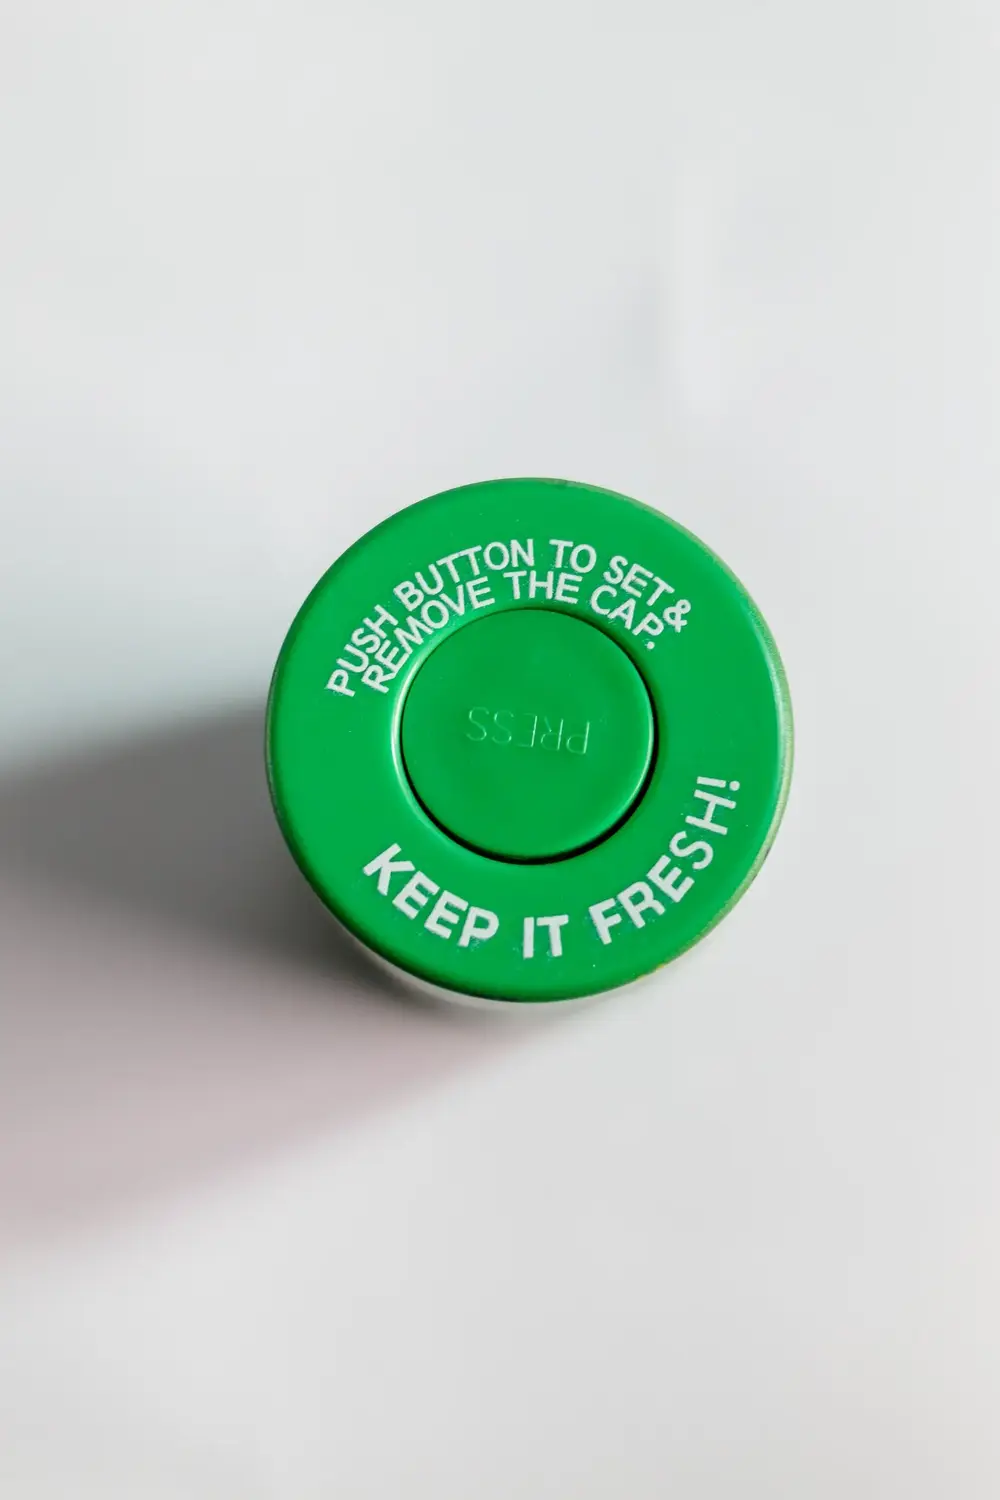 PUSH BUTTON TO SET &
REMOVE THE CAP.
PRESS
KEEP IT FRESH!